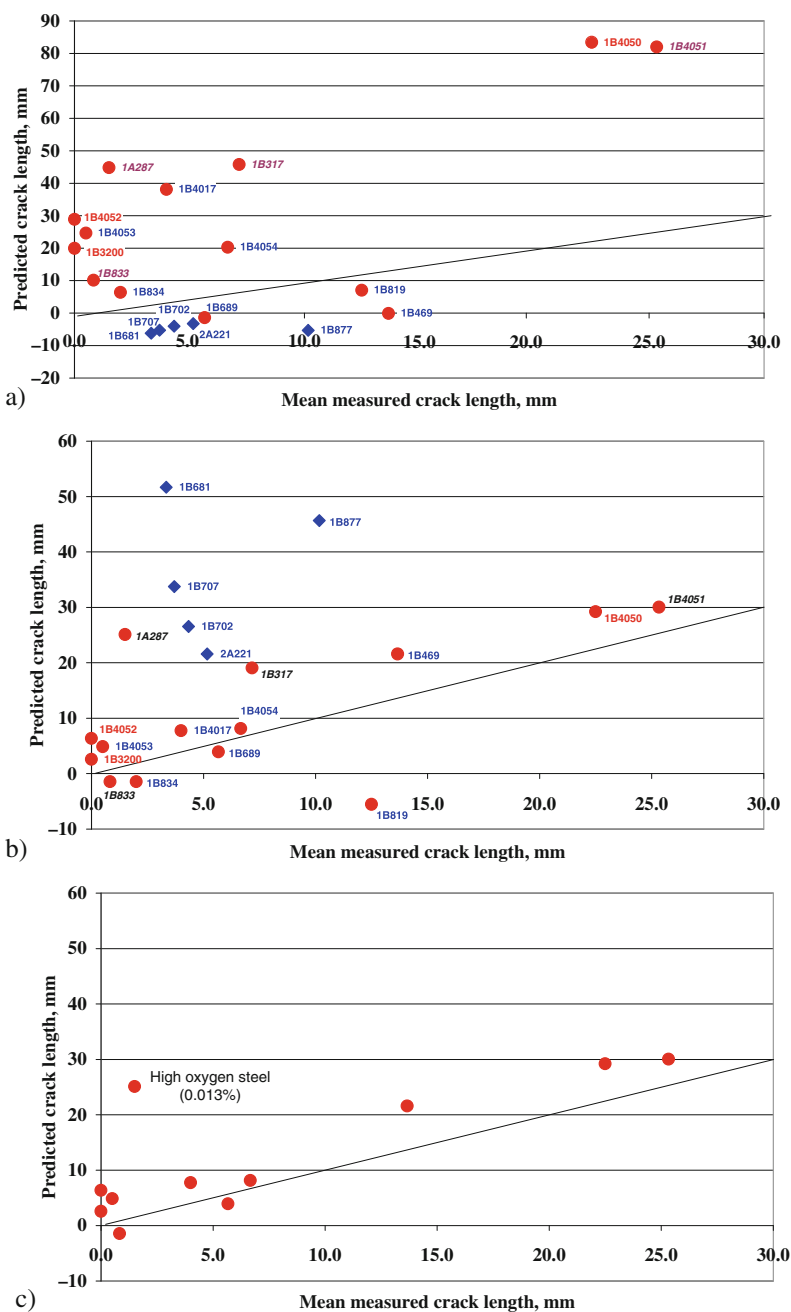 90
80
70
60
50
40
30
20
10
0
−10
−20
Predicted crack length, mm
1B4050
1B4051
1A287
1B317
1B4017
1B4052
1B4053
1B3200
1B4054
1B833
1B834
1B819
1B702
1B689
1B469
1B707
1B681
2A221
1B877
0.0
5.0
10.0
15.0
20.0
25.0
30.0
Mean measured crack length, mm
a)
60
50
40
30
20
10
0
−10
Predicted crack length, mm
1B681
1B877
1B707
1B702
1A287
2A221
1B4051
1B4050
1B469
1B317
1B4054
1B4052
1B4017
1B4053
1B689
1B3200
1B834
1B833
1B819
0.0
5.0
10.0
15.0
20.0
25.0
30.0
Mean measured crack length, mm
b)
60
50
40
30
20
10
0
−10
Predicted crack length, mm
High oxygen steel
(0.013%)
0.0
5.0
10.0
15.0
20.0
25.0
30.0
Mean measured crack length, mm
c)